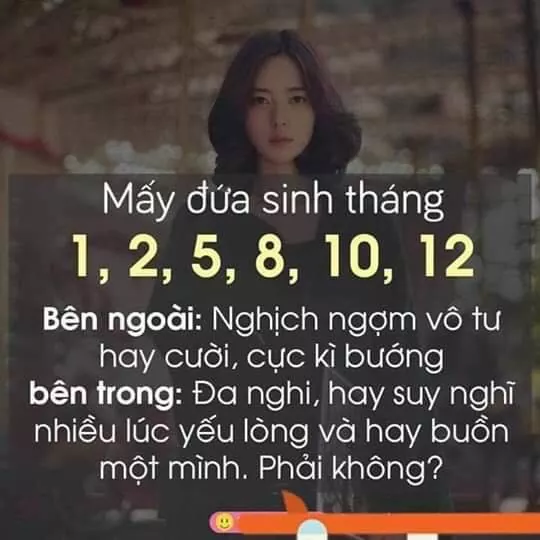 Mấy đứa sinh tháng
1, 2, 5, 8, 10, 12
Bên ngoài: Nghịch ngợm vô tư
hay cười, cực kì bướng
bên trong: Đa nghi, hay suy nghĩ
nhiều lúc yếu lòng và hay buồn
một mình. Phải không?